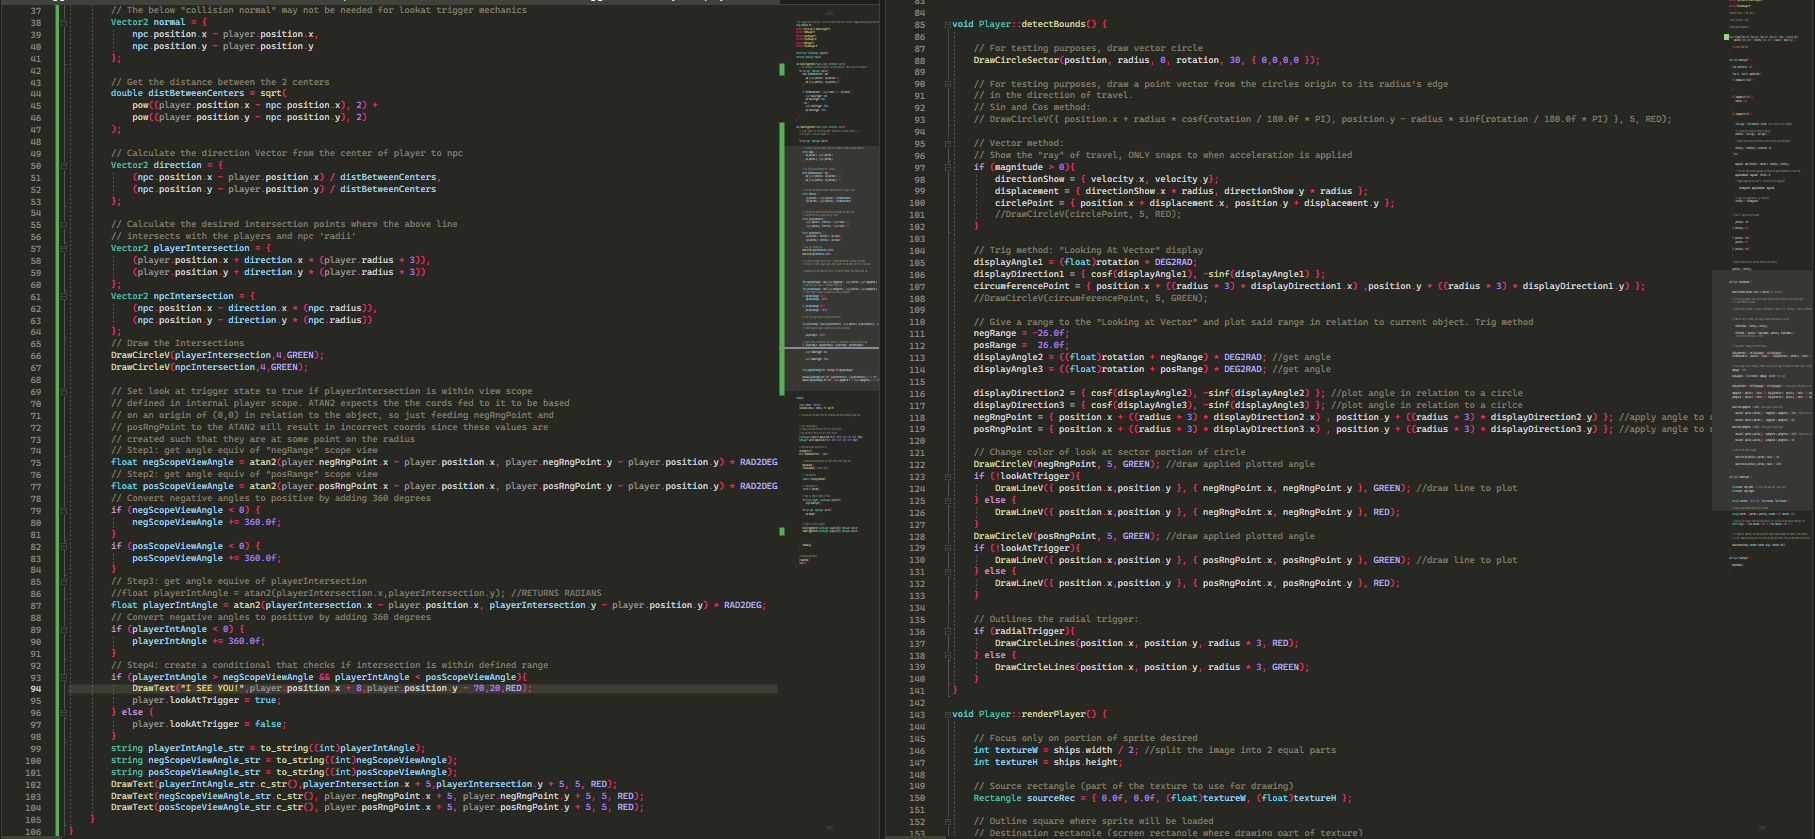 37 // The below "collision normal" may not be needed for lookat trigger mechanics
38 Vector2 normal = {
39 npc.position.x - player.position.x,
40 npc.position.y - player.position.y
41 };
42
43 // Get the distance between the 2 centers
44 double distBetweenCenters = sqrt(
45 pow((player.position.x - npc.position.x), 2) +
46 pow((player.position.y - npc.position.y), 2)
47 );
48
49 // Calculate the direction Vector from the center of player to npc
50 Vector2 direction = {
51 (npc.position.x - player.position.x) / distBetweenCenters,
52 (npc.position.y - player.position.y) / distBetweenCenters
53 };
54
55 // Calculate the desired intersection points where the above line
56 // intersects with the players and npc 'radii'
57 Vector2 playerIntersection = {
58 (player.position.x + direction.x * (player.radius * 3)),
59 (player.position.y + direction.y * (player.radius * 3))
60 };
61 Vector2 npcIntersection = {
62 (npc.position.x - direction.x * (npc.radius)),
63 (npc.position.y - direction.y * (npc.radius))
64 };
65 // Draw the Intersections
66 DrawCircleV(playerIntersection,4,GREEN);
67 DrawCircleV(npcIntersection,4,GREEN);
68
69 // Set look at trigger state to true if playerIntersection is within view scope
70 // defined in internal player scope. ATAN2 expects the cords fed to it to be based
71 // on an origin of (0,0) in relation to the object, so just feeding negRngPoint and
72 // posRngPoint to the ATAN2 will result in incorrect coords since these values are
73 // created such that they are at some point on the radius
74 // Step1: get angle equiv of "negRange" scope view
75 float negScopeViewAngle = atan2(player.negRngPoint.x - player.position.x, player.negRngPoint.y - player.position.y) * RAD2DEG
76 // Step2: get angle equiv of "posRange" scope view
77 float posScopeViewAngle = atan2(player.posRngPoint.x - player.position.x, player.posRngPoint.y - player.position.y) * RAD2DEG
78 // Convert negative angles to positive by adding 360 degrees
79 if (negScopeViewAngle < 0) {
80 negScopeViewAngle += 360.0f;
81 }
82 if (posScopeViewAngle < 0) {
83 posScopeViewAngle += 360.0f;
84 }
85 // Step3: get angle equive of playerIntersection
86 //float playerIntAngle = atan2(playerIntersection.x,playerIntersection.y); //RETURNS RADIANS
87 float playerIntAngle = atan2(playerIntersection.x - player.position.x, playerIntersection.y - player.position.y) * RAD2DEG;
88 // Convert negative angles to positive by adding 360 degrees
89 if (playerIntAngle < 0) {
90 playerIntAngle += 360.0f;
91 }
92 // Step4: create a conditional that checks if intersection is within defined range
93 if (playerIntAngle > negScopeViewAngle && playerIntAngle < posScopeViewAngle){
94 DrawText("I SEE YOU!",player.position.x + 8,player.position.y - 70,20,RED);
95 player.lookAtTrigger = true;
96 } else {
97 player.lookAtTrigger = false;
98 }
99 string playerIntAngle_str = to_string((int)playerIntAngle);
100 string negScopeViewAngle_str = to_string((int)negScopeViewAngle);
101 string posScopeViewAngle_str = to_string((int)posScopeViewAngle);
102 DrawText(playerIntAngle_str.c_str(),playerIntersection.x + 5,playerIntersection.y + 5, 5, RED);
103 DrawText(negScopeViewAngle_str.c_str(), player.negRngPoint.x + 5, player.negRngPoint.y + 5, 5, RED);
104 DrawText(posScopeViewAngle_str.c_str(), player.posRngPoint.x + 5, player.posRngPoint.y + 5, 5, RED);
105 }
106 }
83
84
85 void Player::detectBounds() {
86
87 // For testing purposes, draw vector circle
88 DrawCircleSector(position, radius, 0, rotation, 30, { 0,0,0,0 });
89
90 // For testing purposes, draw a point vector from the circles origin to its radius's edge
91 // in the direction of travel.
92 // Sin and Cos method:
93 // DrawCircleV({ position.x + radius * cosf(rotation / 180.0f * PI), position.y - radius * sinf(rotation / 180.0f * PI) }, 5, RED);
94
95 // Vector method:
96 // Show the "ray" of travel, ONLY snaps to when acceleration is applied
97 if (magnitude > 0){
98 directionShow = { velocity.x, velocity.y};
99 displacement = { directionShow.x * radius, directionShow.y * radius };
100 circlePoint = { position.x + displacement.x, position.y + displacement.y };
101 //DrawCircleV(circlePoint, 5, RED);
102 }
103
104 // Trig method: "Looking At Vector" display
105 displayAngle1 = (float)rotation * DEG2RAD;
106 displayDirection1 = { cosf(displayAngle1), -sinf(displayAngle1) };
107 circumferencePoint = { position.x + ((radius * 3) * displayDirection1.x) ,position.y + ((radius * 3) * displayDirection1.y) };
108 //DrawCircleV(circumferencePoint, 5, GREEN);
109
110 // Give a range to the "Looking at Vector" and plot said range in relation to current object. Trig method
111 negRange = -26.0f;
112 posRange = 26.0f;
113 displayAngle2 = ((float)rotation + negRange) * DEG2RAD; //get angle
114 displayAngle3 = ((float)rotation + posRange) * DEG2RAD; //get angle
115
116 displayDirection2 = { cosf(displayAngle2), -sinf(displayAngle2) }; //plot angle in relation to a circle
117 displayDirection3 = { cosf(displayAngle3), -sinf(displayAngle3) }; //plot angle in relation to a cirlce
118 negRngPoint = { position.x + ((radius * 3) * displayDirection2.x) , position.y + ((radius * 3) * displayDirection2.y) }; //apply angle to c
119 posRngPoint = { position.x + ((radius * 3) * displayDirection3.x) , position.y + ((radius * 3) * displayDirection3.y) }; //apply angle to c
120
121 // Change color of look at sector portion of circle
122 DrawCircleV(negRngPoint, 5, GREEN); //draw applied plotted angle
123 if (!lookAtTrigger){
124 DrawLineV({ position.x,position.y }, { negRngPoint.x, negRngPoint.y }, GREEN); //draw line to plot
125 } else {
126 DrawLineV({ position.x,position.y }, { negRngPoint.x, negRngPoint.y }, RED);
127 }
128 DrawCircleV(posRngPoint, 5, GREEN); //draw applied plotted angle
129 if (!lookAtTrigger){
130 DrawLineV({ position.x,position.y }, { posRngPoint.x, posRngPoint.y }, GREEN); //draw line to plot
131 } else {
132 DrawLineV({ position.x,position.y }, { posRngPoint.x, posRngPoint.y }, RED);
133 }
134
135 // Outlines the radial trigger:
136 if (radialTrigger){
137 DrawCircleLines(position.x, position.y, radius * 3, RED);
138 } else {
139 DrawCircleLines(position.x, position.y, radius * 3, GREEN);
140 }
141 }
142
143 void Player::renderPlayer() {
144
145 // Focus only on portion of sprite desired
146 int textureW = ships.width / 2; //split the image into 2 equal parts
147 int textureH = ships.height;
148
149 // Source rectangle (part of the texture to use for drawing)
150 Rectangle sourceRec = { 0.0f, 0.0f, (float)textureW, (float)textureH };
151
152 // Outline square where sprite will be loaded
153 // Destination rectangle (screen rectangle where drawing part of texture)